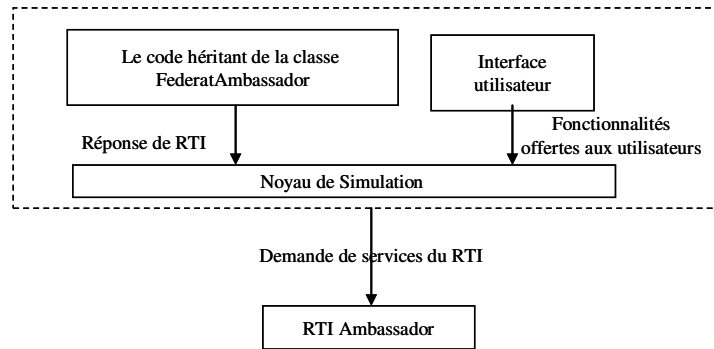 Le code héritant de la classe
FederatAmbassador
Interface
utilisateur
Réponse de RTI
Fonctionnalités
offertes aux utilisateurs
Noyau de Simulation
Demande de services du RTI
RTI Ambassador